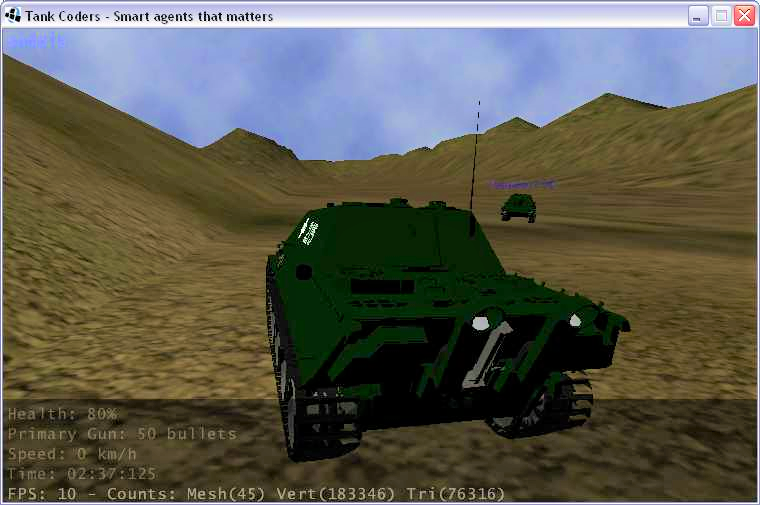 Tank Coders - Smart agents that matters
Health: 80%
Primary Gun: 50 bullets
Speed: 0 km/h
Time: 02:37:125
FPS: 10 - Counts: Mesh(45) Vert(183346) Tri(76316)